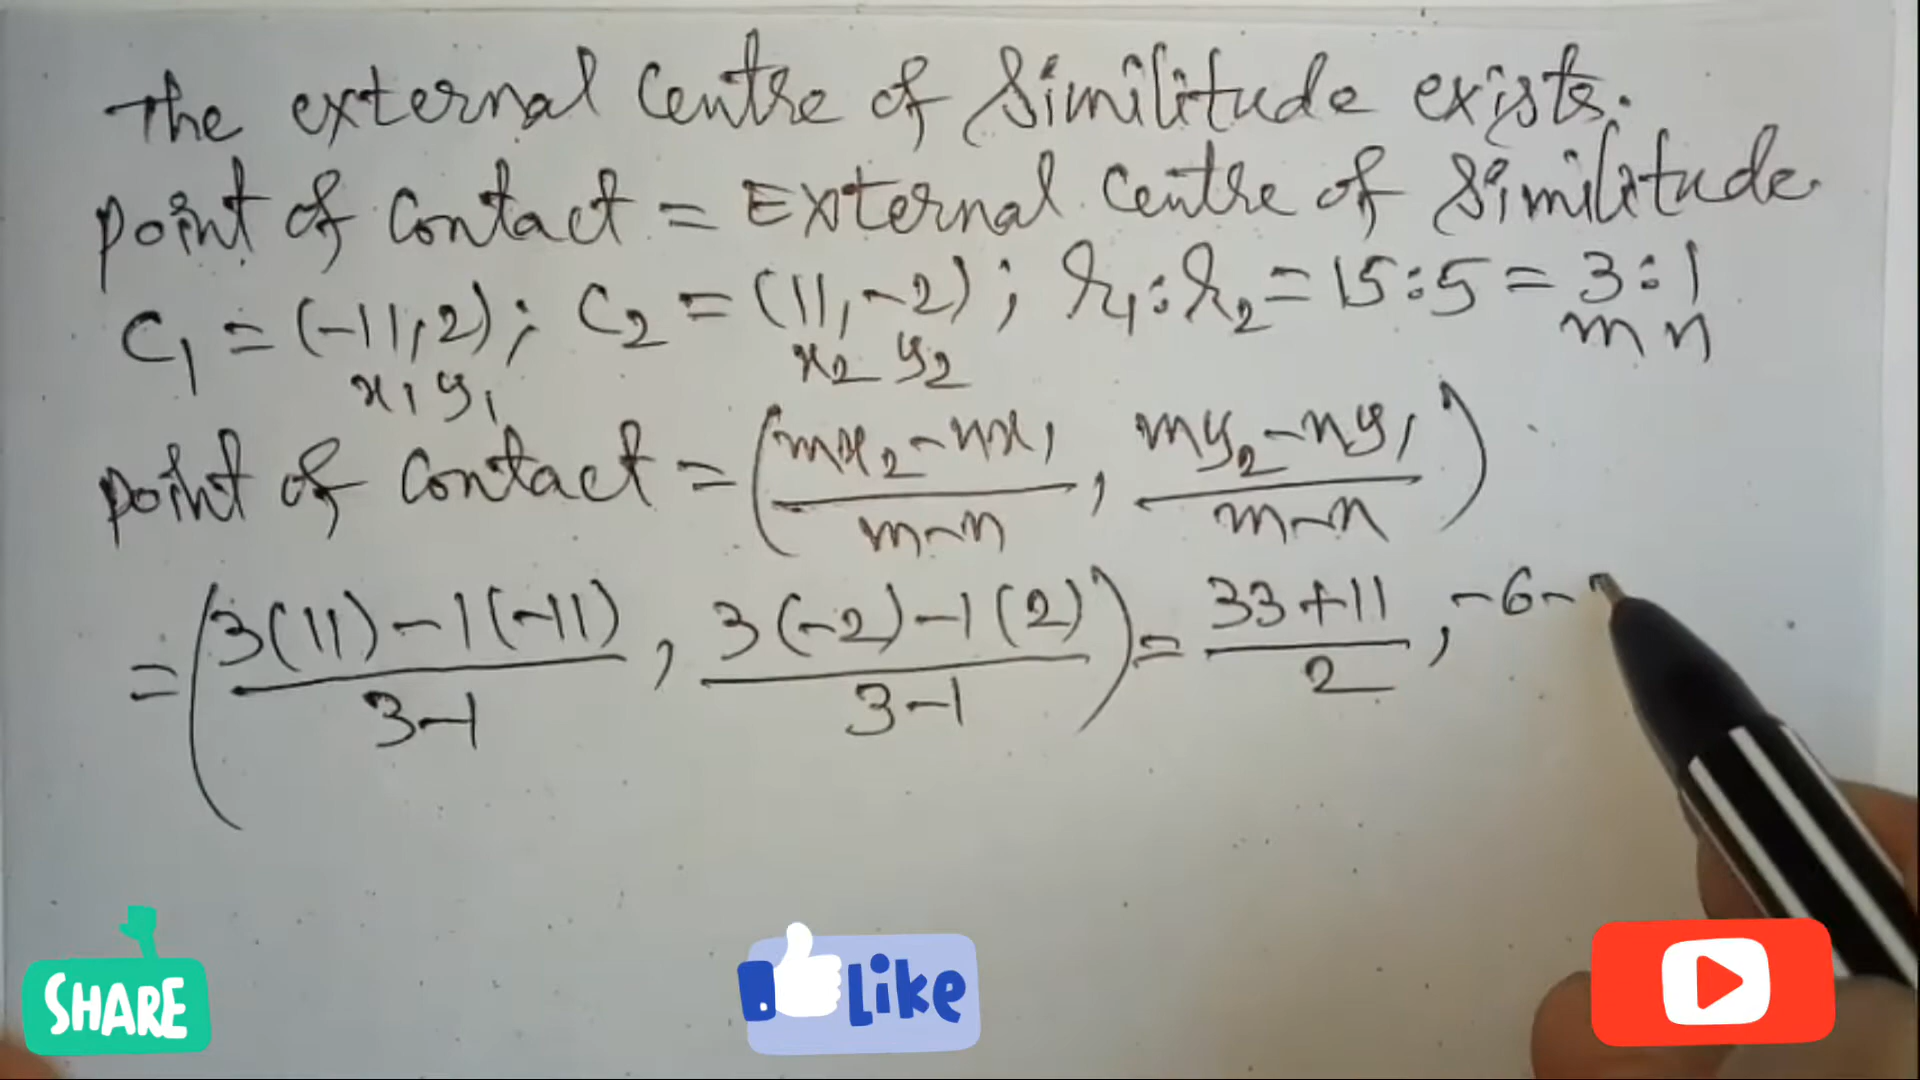 The external Centre of Similitude exists.
point of Contact = External Centre of Similitude
C₁ = (-11, 2); C₂ = (11, -2); r₁:r₂ = 15:5 = 3:1
x₁ y₁ x₂ y₂ m n
point of Contact = (mx₂-nx₁/m-n, my₂-ny₁/m-n)
= (3(11)-1(-11)/3-1, 3(-2)-1(2)/3-1) = 33+11/2, -6-
SHARE
Like